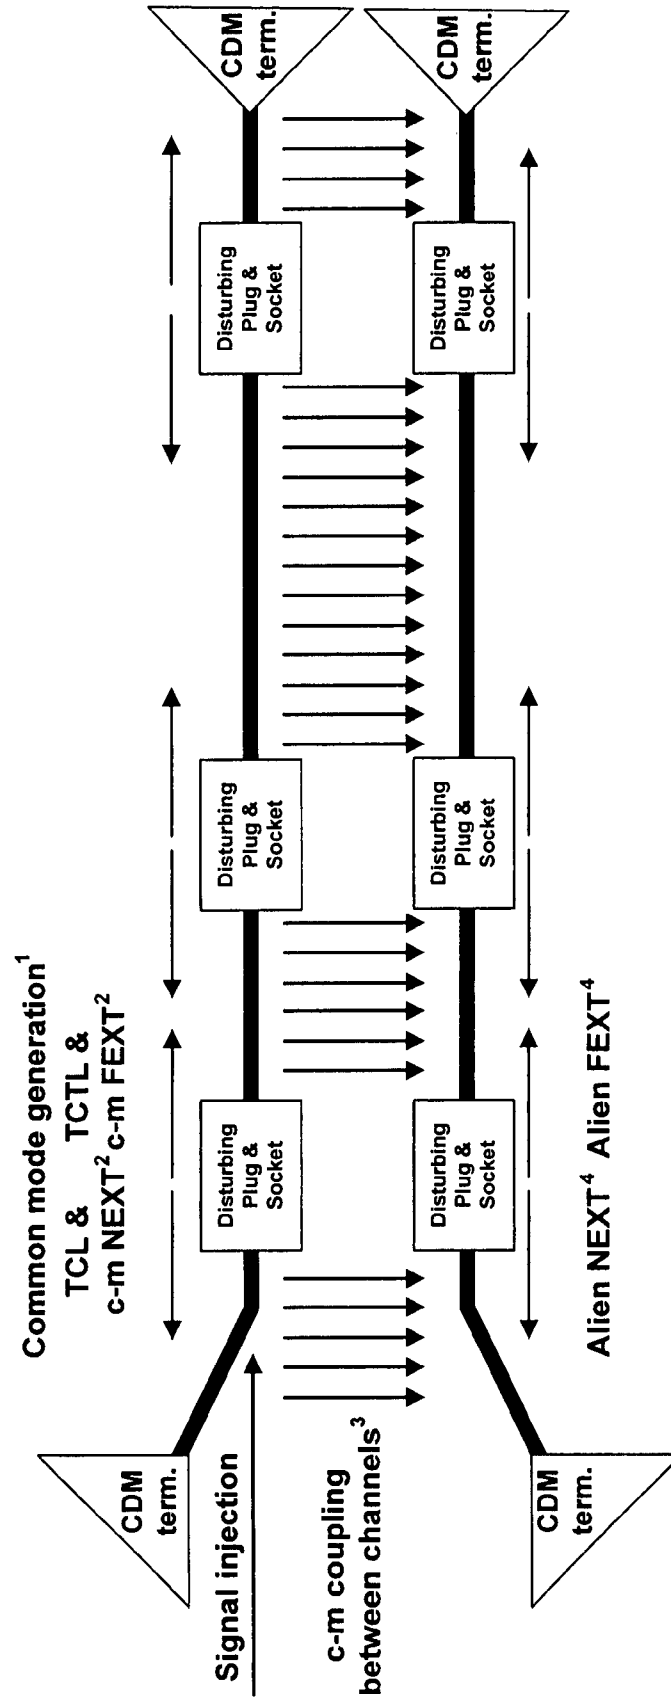 Common mode generation1
TCL & TCTL &
c-m NEXT2 c-m FEXT2
CDM
term.
Signal injection
Disturbing
Plug &
Socket
Disturbing
Plug &
Socket
Disturbing
Plug &
Socket
CDM
term.
c-m coupling
between channels3
CDM
term.
Disturbing
Plug &
Socket
Disturbing
Plug &
Socket
Disturbing
Plug &
Socket
CDM
term.
Alien NEXT4 Alien FEXT4